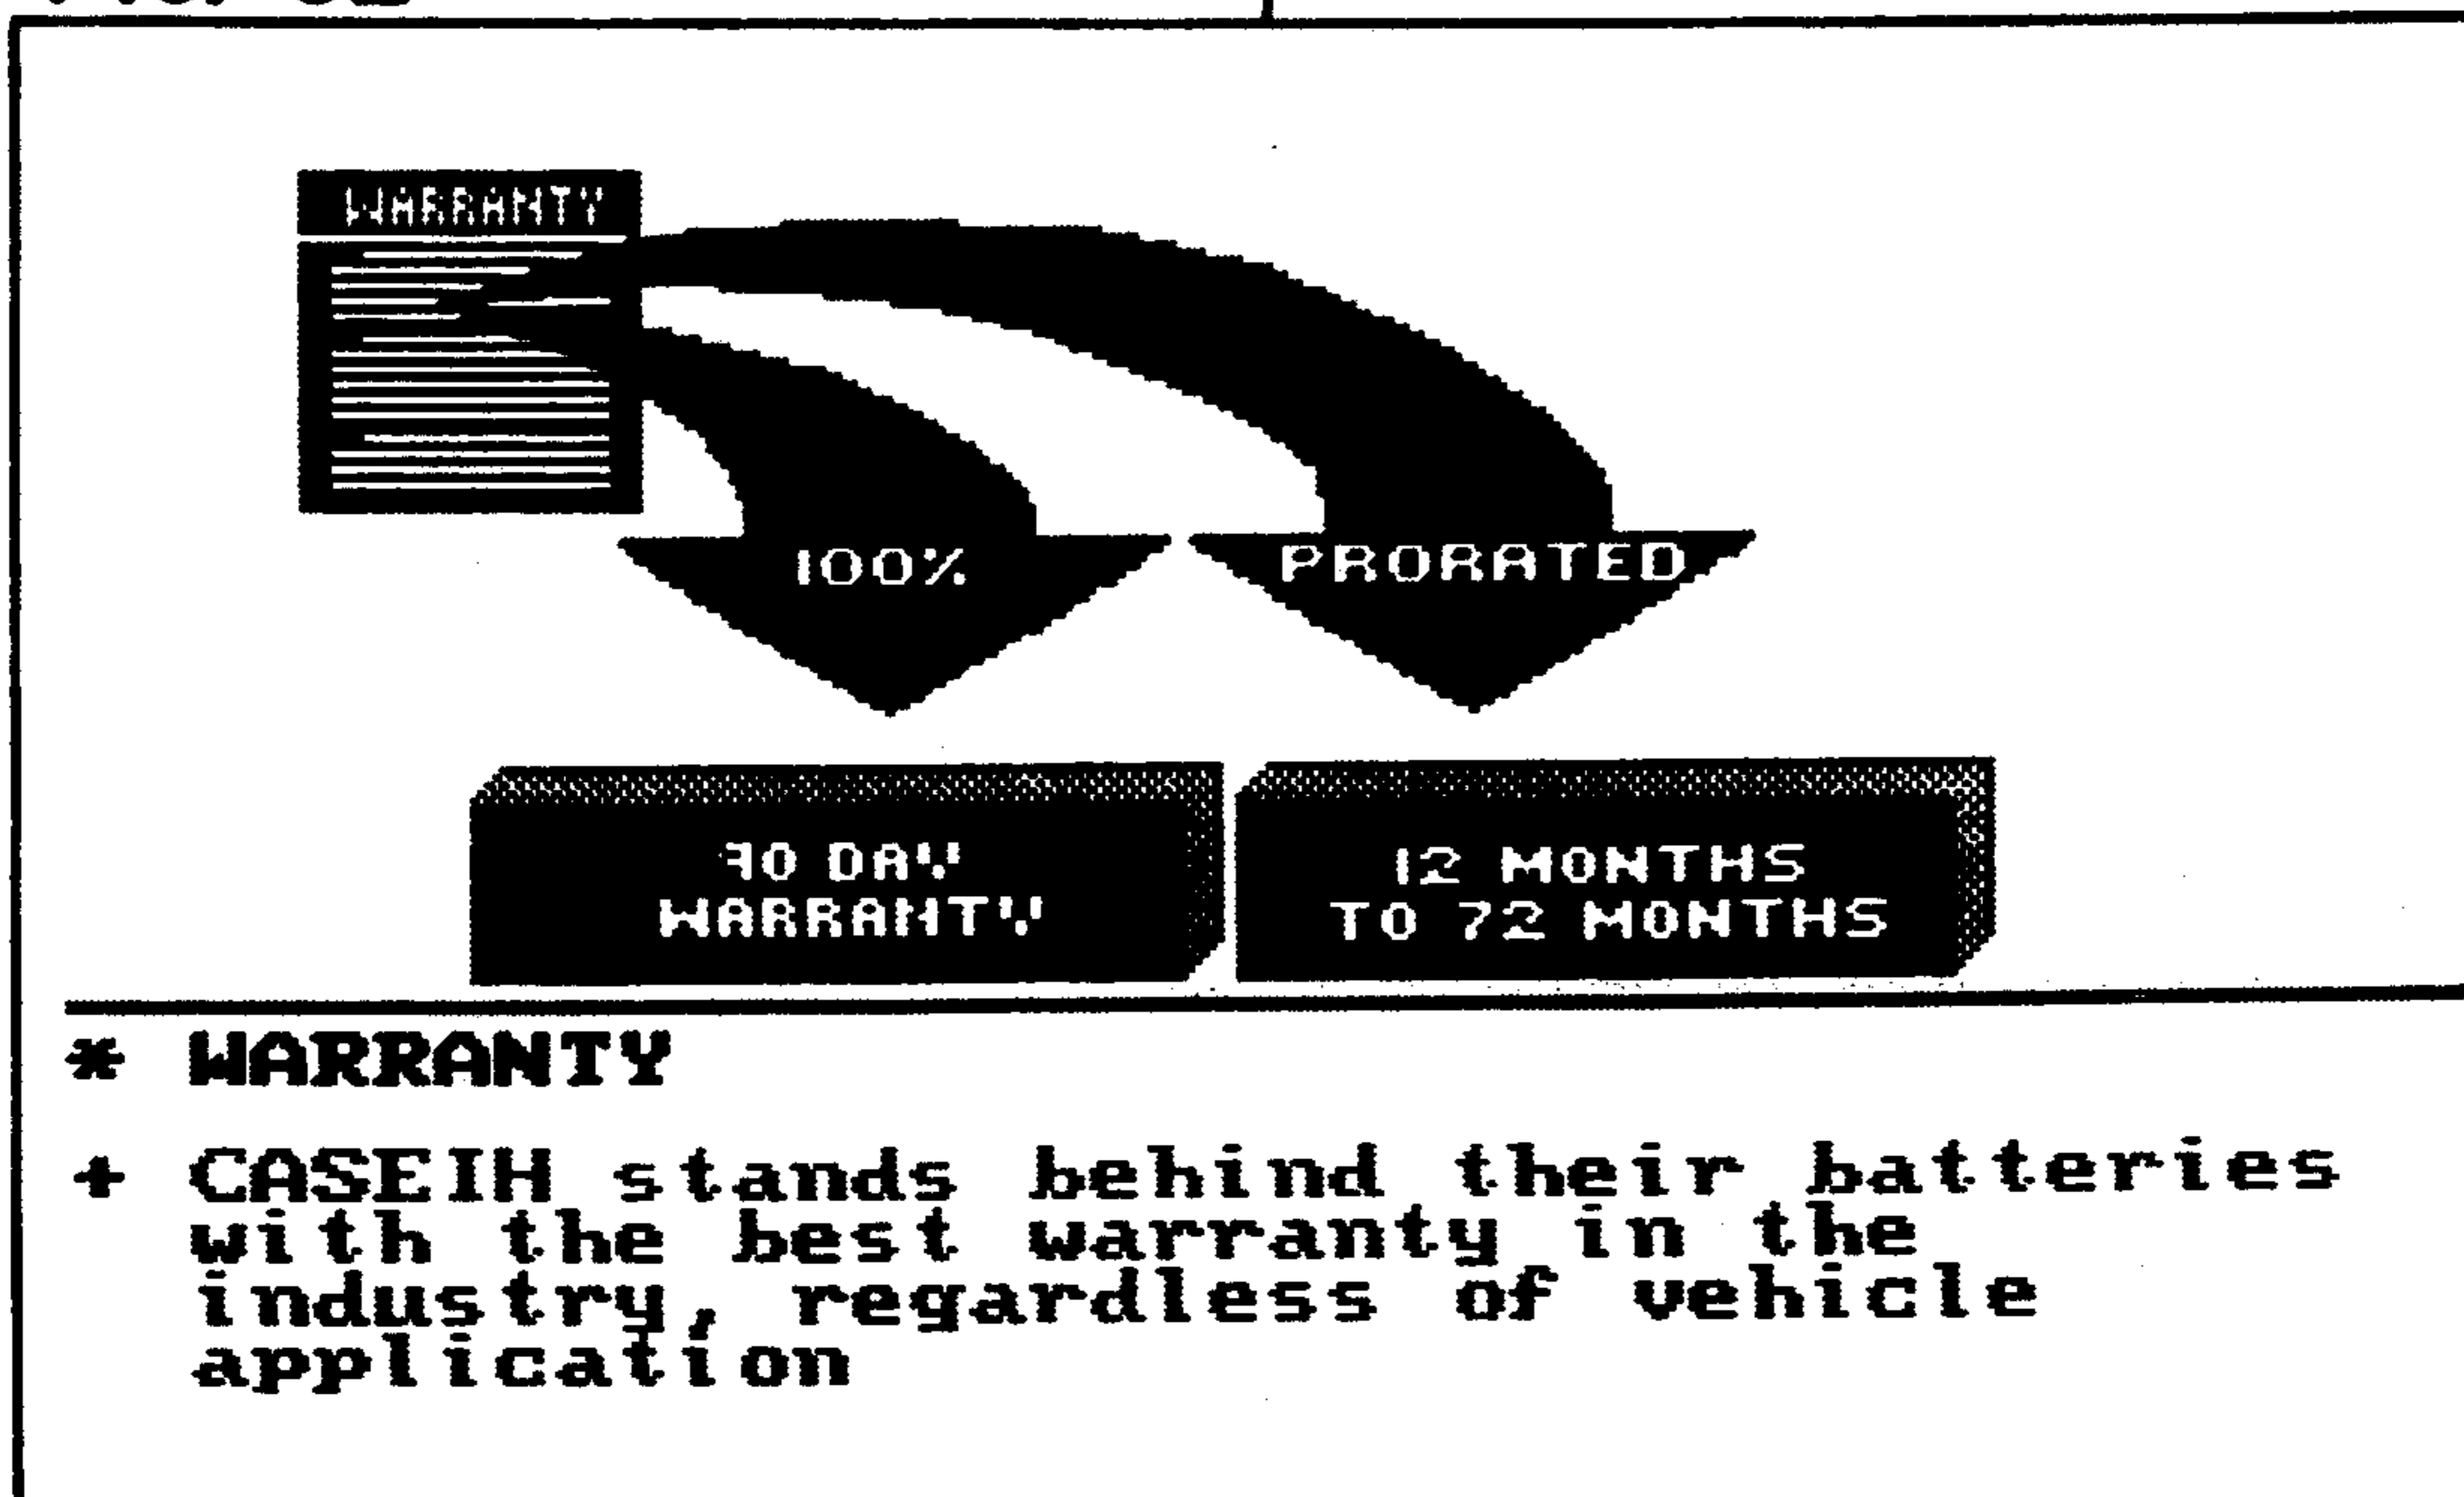 WARRANTY
100%
PRORATED
90 DAY
WARRANTY
12 MONTHS
TO 72 MONTHS
* WARRANTY
+ CASEIH stands behind their batteries
with the best warranty in the
industry, regardless of vehicle
application